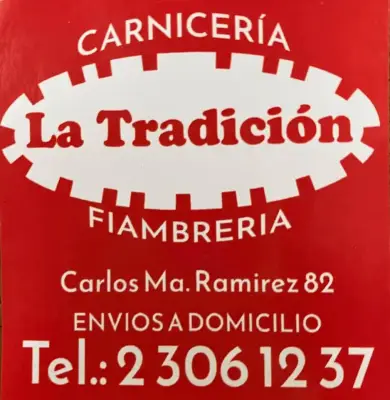 CARNICERÍA
La Tradición
FIAMBRERIA
Carlos Ma. Ramirez 82
ENVIOS A DOMICILIO
Tel.: 2 306 12 37